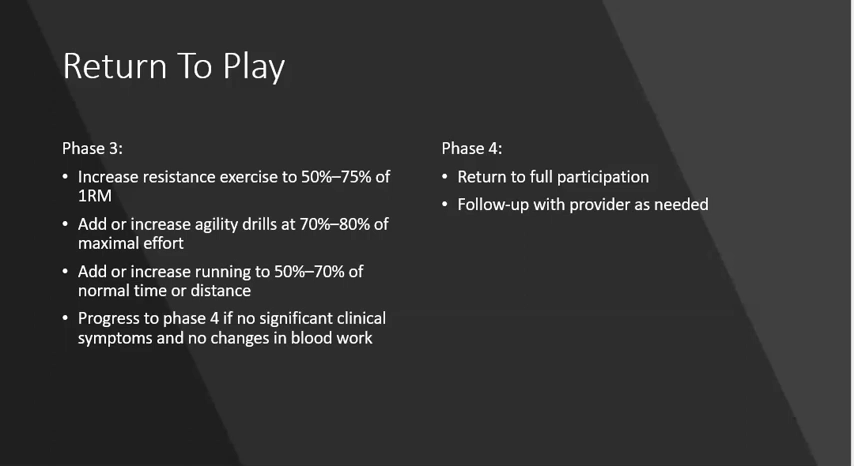 Return To Play
Phase 3:
• Increase resistance exercise to 50%–75% of
1RM
• Add or increase agility drills at 70%–80% of
maximal effort
• Add or increase running to 50%–70% of
normal time or distance
• Progress to phase 4 if no significant clinical
symptoms and no changes in blood work
Phase 4:
• Return to full participation
• Follow-up with provider as needed